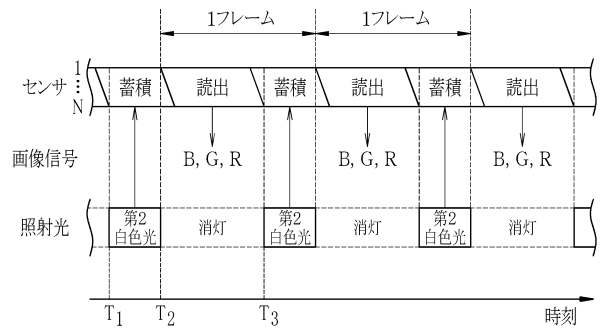 1フレーム 1フレーム
センサ 1 ⋮ N 蓄積 読出 蓄積 読出 蓄積 読出
画像信号 B, G, R B, G, R B, G, R
照射光 第2白色光 消灯 第2白色光 消灯 第2白色光 消灯
T1 T2 T3 時刻